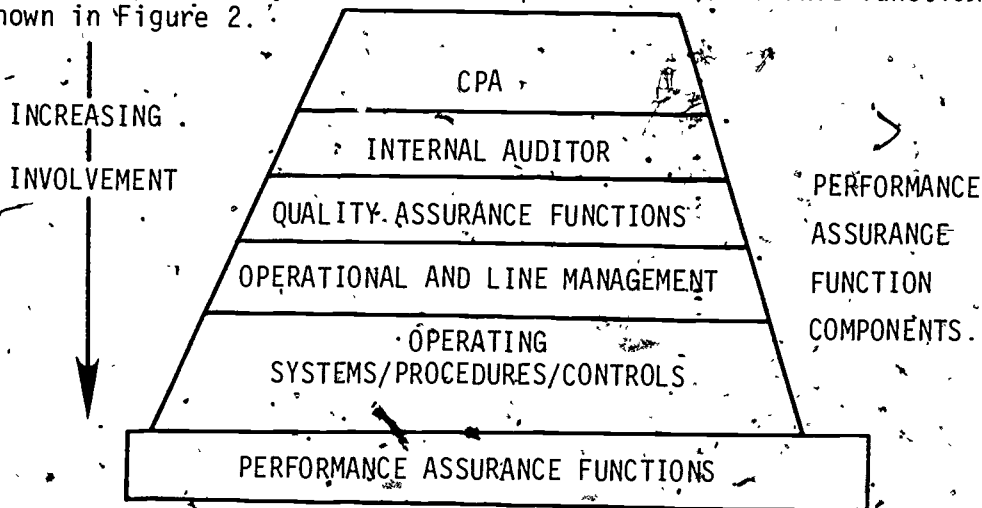 shown in Figure 2.
INCREASING
INVOLVEMENT
CPA
INTERNAL AUDITOR
QUALITY ASSURANCE FUNCTIONS
OPERATIONAL AND LINE MANAGEMENT
OPERATING
SYSTEMS/PROCEDURES/CONTROLS
PERFORMANCE ASSURANCE FUNCTIONS
PERFORMANCE
ASSURANCE
FUNCTION
COMPONENTS.